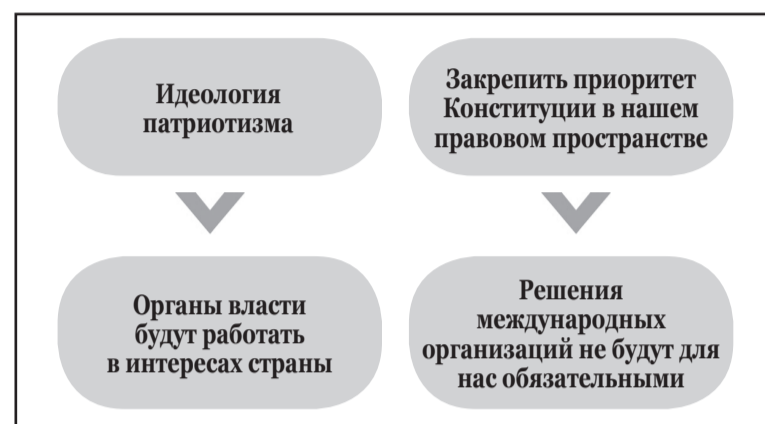 Идеология
патриотизма
Закрепить приоритет
Конституции в нашем
правовом пространстве
Органы власти
будут работать
в интересах страны
Решения
международных
организаций не будут для
нас обязательными